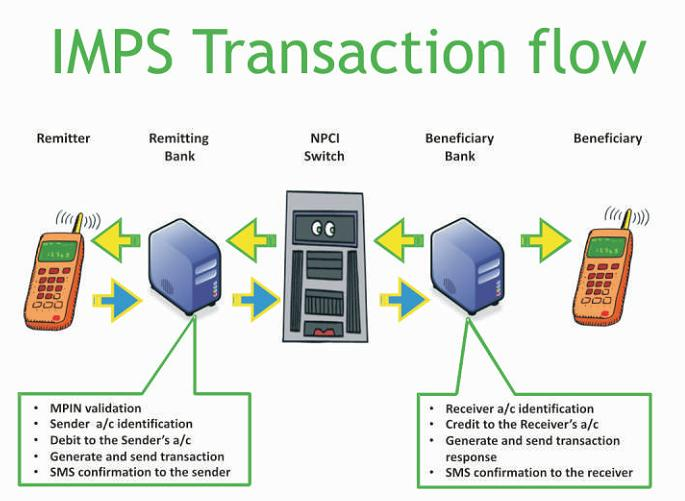 IMPS Transaction flow
Remitter
Remitting
Bank
NPCI
Switch
Beneficiary
Bank
Beneficiary
• MPIN validation
• Sender a/c identification
• Debit to the Sender's a/c
• Generate and send transaction
• SMS confirmation to the sender
• Receiver a/c identification
• Credit to the Receiver's a/c
• Generate and send transaction
response
• SMS confirmation to the receiver